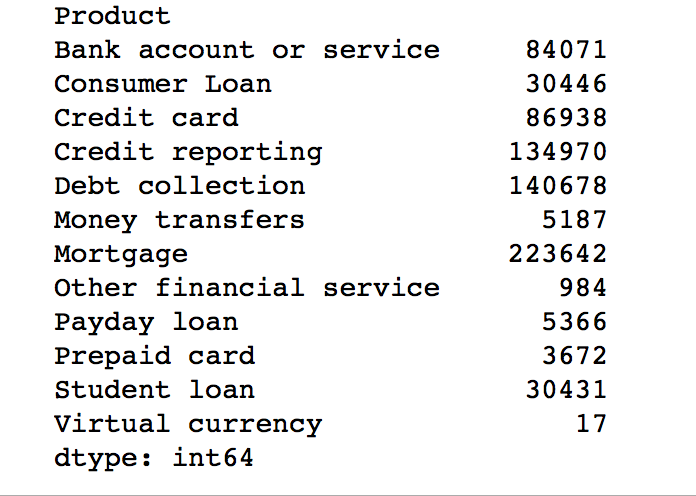 Product
Bank account or service     84071
Consumer Loan               30446
Credit card                 86938
Credit reporting           134970
Debt collection            140678
Money transfers              5187
Mortgage                   223642
Other financial service       984
Payday loan                  5366
Prepaid card                 3672
Student loan                30431
Virtual currency               17
dtype: int64